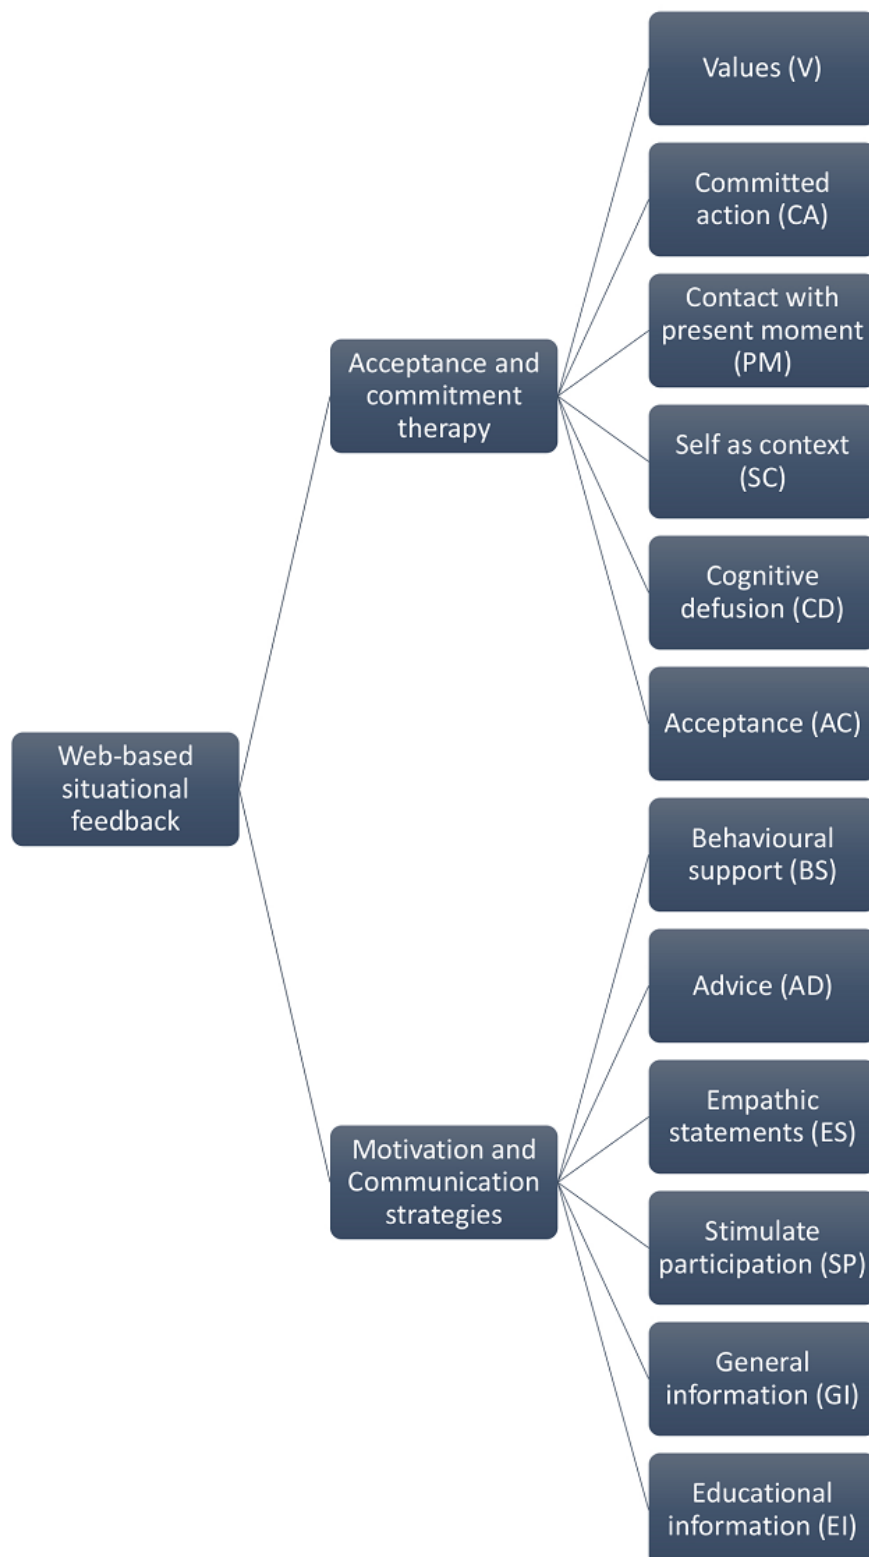 Web-based
situational
feedback
Acceptance and
commitment
therapy
Values (V)
Committed
action (CA)
Contact with
present moment
(PM)
Self as context
(SC)
Cognitive
defusion (CD)
Acceptance (AC)
Motivation and
Communication
strategies
Behavioural
support (BS)
Advice (AD)
Empathic
statements (ES)
Stimulate
participation (SP)
General
information (GI)
Educational
information (EI)